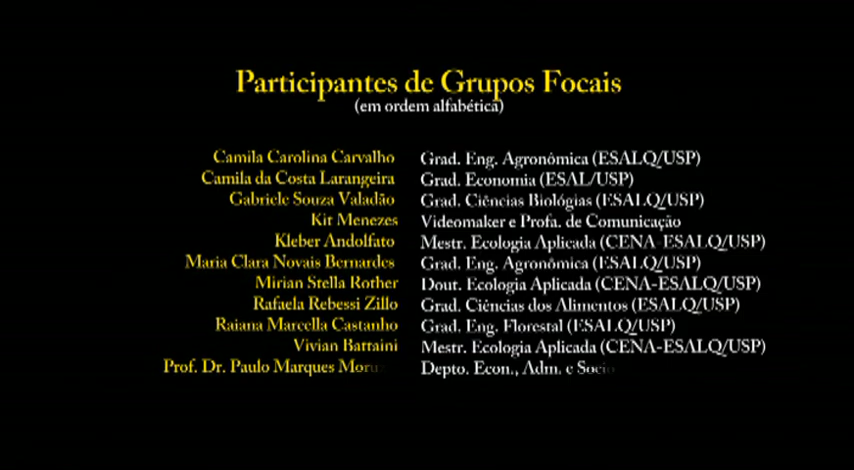 Participantes de Grupos Focais
(em ordem alfabética)
Camila Carolina Carvalho Grad. Eng. Agronômica (ESALQ/USP)
Camila da Costa Larangeira Grad. Economia (ESAL/USP)
Gabriele Souza Valadão Grad. Ciências Biológias (ESALQ/USP)
Kit Menezes Videomaker e Profa. de Comunicação
Kleber Andolfato Mestr. Ecologia Aplicada (CENA-ESALQ/USP)
Maria Clara Novais Bernardes Grad. Eng. Agronômica (ESALQ/USP)
Mirian Stella Rother Dout. Ecologia Aplicada (CENA-ESALQ/USP)
Rafaela Rebessi Zillo Grad. Ciências dos Alimentos (ESALQ/USP)
Raiana Marcella Castanho Grad. Eng. Florestal (ESALQ/USP)
Vivian Battaini Mestr. Ecologia Aplicada (CENA-ESALQ/USP)
Prof. Dr. Paulo Marques Depto. Econ., Adm. e